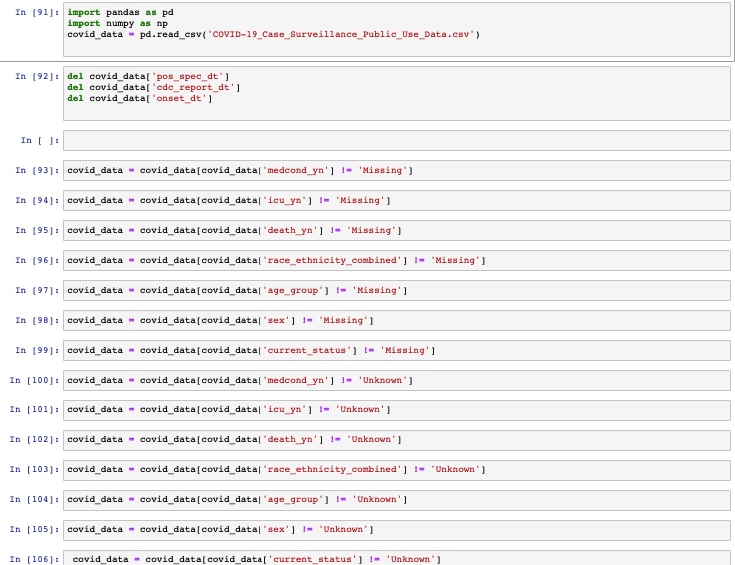 In [91]: import pandas as pd
import numpy as np
covid_data = pd.read_csv('COVID-19_Case_Surveillance_Public_Use_Data.csv')
In [92]: del covid_data['pos_spec_dt']
del covid_data['cdc_report_dt']
del covid_data['onset_dt']
In [ ]:
In [93]: covid_data = covid_data[covid_data['medcond_yn'] != 'Missing']
In [94]: covid_data = covid_data[covid_data['icu_yn'] != 'Missing']
In [95]: covid_data = covid_data[covid_data['death_yn'] != 'Missing']
In [96]: covid_data = covid_data[covid_data['race_ethnicity_combined'] != 'Missing']
In [97]: covid_data = covid_data[covid_data['age_group'] != 'Missing']
In [98]: covid_data = covid_data[covid_data['sex'] != 'Missing']
In [99]: covid_data = covid_data[covid_data['current_status'] != 'Missing']
In [100]: covid_data = covid_data[covid_data['medcond_yn'] != 'Unknown']
In [101]: covid_data = covid_data[covid_data['icu_yn'] != 'Unknown']
In [102]: covid_data = covid_data[covid_data['death_yn'] != 'Unknown']
In [103]: covid_data = covid_data[covid_data['race_ethnicity_combined'] != 'Unknown']
In [104]: covid_data = covid_data[covid_data['age_group'] != 'Unknown']
In [105]: covid_data = covid_data[covid_data['sex'] != 'Unknown']
In [106]: covid_data = covid_data[covid_data['current_status'] != 'Unknown']